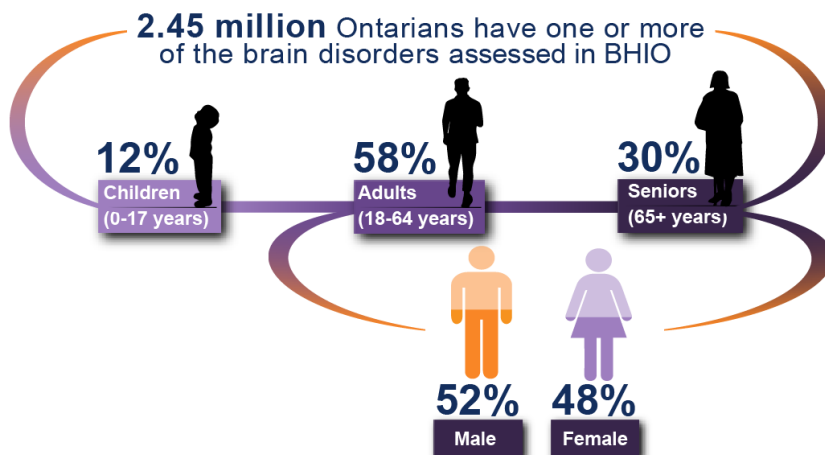 2.45 million Ontarians have one or more
of the brain disorders assessed in BHIO
12%
Children
(0-17 years)
58%
Adults
(18-64 years)
30%
Seniors
(65+ years)
52%
Male
48%
Female